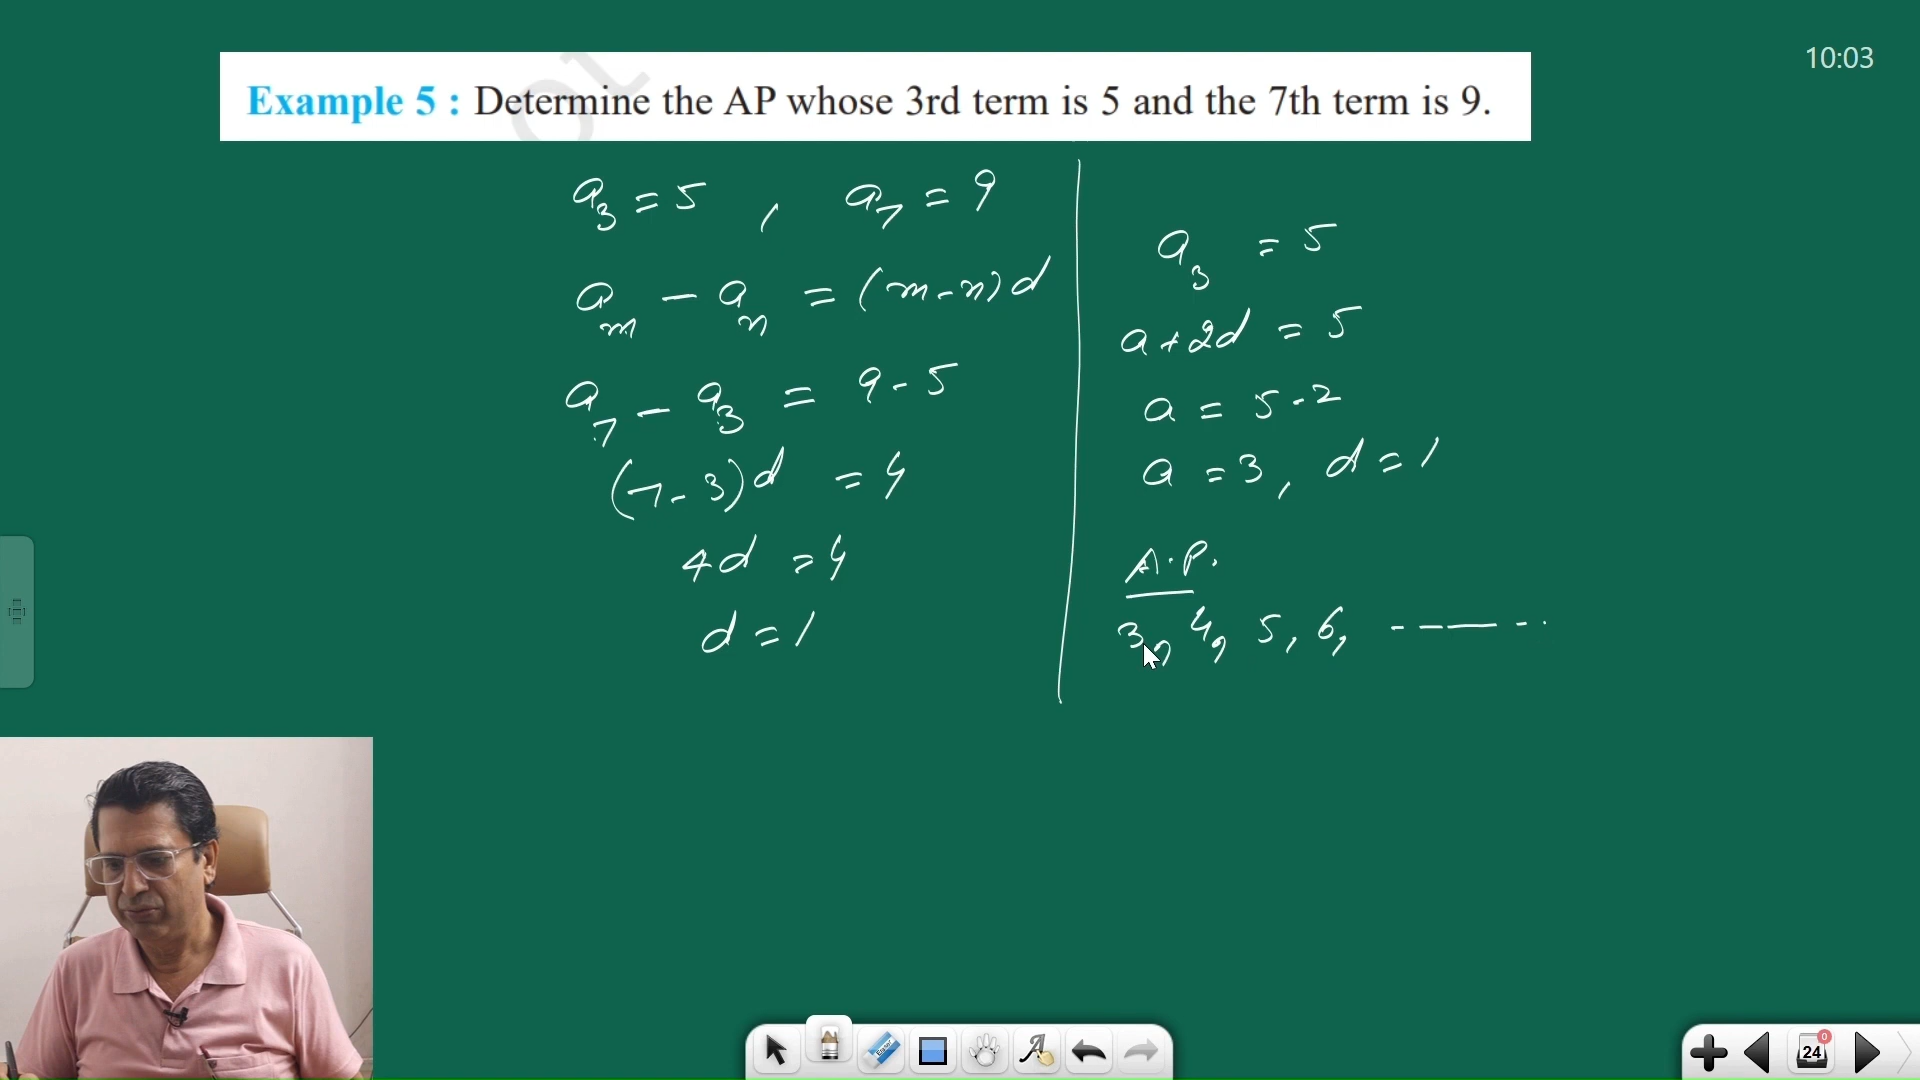 10:03
Example 5 : Determine the AP whose 3rd term is 5 and the 7th term is 9.
a₃ = 5 , a₇ = 9
aₘ - aₙ = (m-n)d
a₇ - a₃ = 9-5
(7-3)d = 4
4d = 4
d = 1
a₃ = 5
a+2d = 5
a = 5-2
a = 3, d = 1
A.P.
3, 4, 5, 6, -------
Eraser
A
24
0